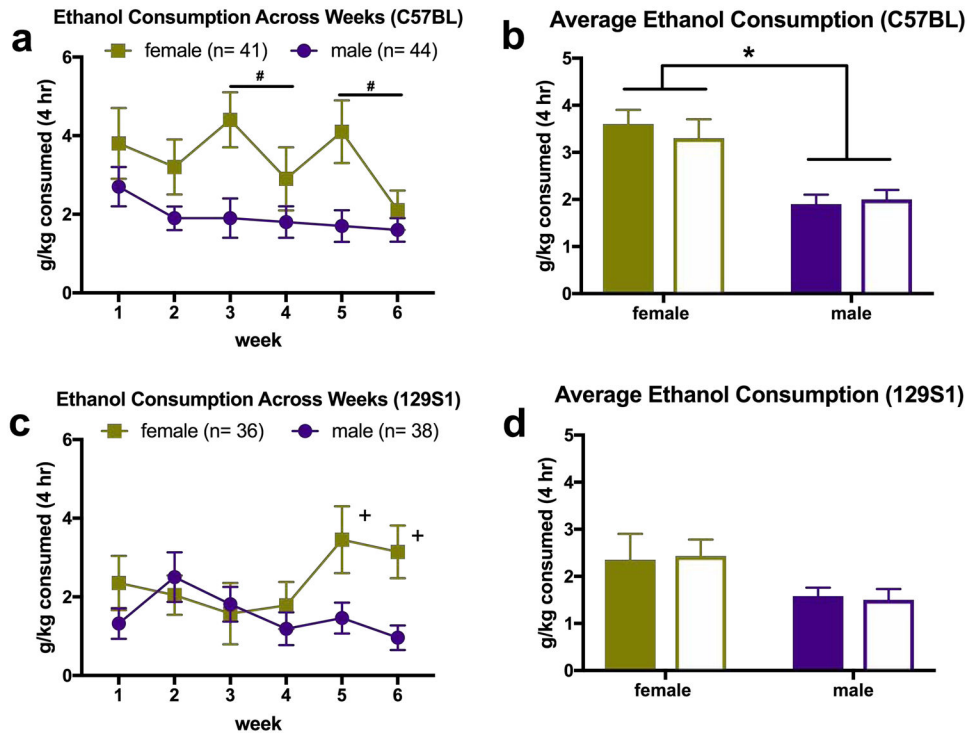 a
Ethanol Consumption Across Weeks (C57BL)
female (n= 41) male (n= 44)
# #
g/kg consumed (4 hr)
6
4
2
0
1 2 3 4 5 6
week
b
Average Ethanol Consumption (C57BL)
*
g/kg consumed (4 hr)
5
4
3
2
1
0
female male
c
Ethanol Consumption Across Weeks (129S1)
female (n= 36) male (n= 38)
+ +
g/kg consumed (4 hr)
6
4
2
0
1 2 3 4 5 6
week
d
Average Ethanol Consumption (129S1)
g/kg consumed (4 hr)
5
4
3
2
1
0
female male